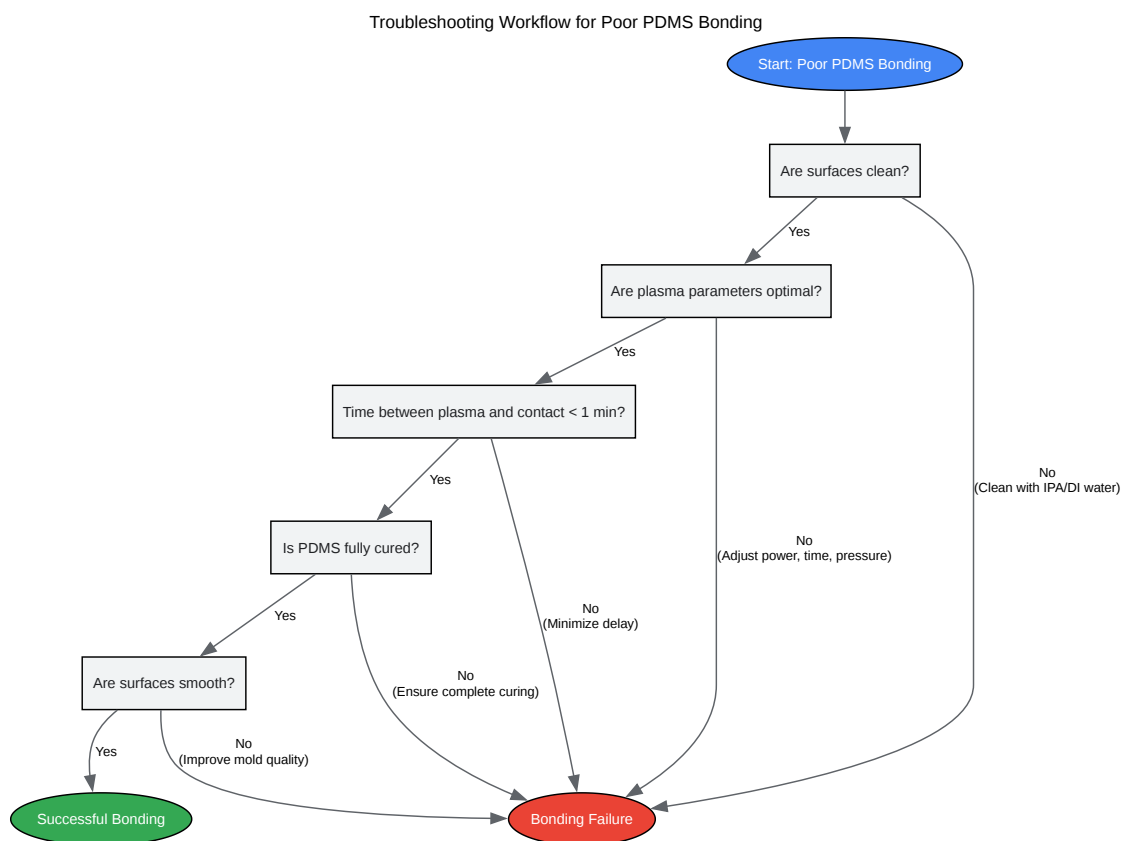 Troubleshooting Workflow for Poor PDMS Bonding
Start: Poor PDMS Bonding
Are surfaces clean?
Yes
Are plasma parameters optimal?
Yes
Time between plasma and contact < 1 min?
Yes
No
(Clean with IPA/DI water)
Is PDMS fully cured?
No
(Adjust power, time, pressure)
Yes
No
(Minimize delay)
Are surfaces smooth?
No
(Ensure complete curing)
Yes
No
(Improve mold quality)
Successful Bonding
Bonding Failure